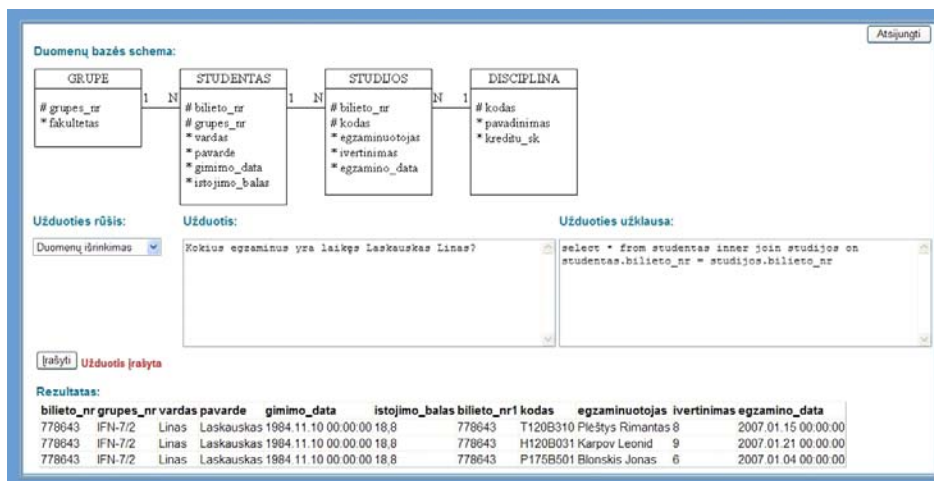 Atsijungti
Duomenų bazės schema:
GRUPE
# grupes_nr
* fakultetas
1 N
STUDENTAS
# bilieto_nr
# grupes_nr
* vardas
* pavarde
* gimimo_data
* istojimo_balas
1 N
STUDIJOS
# bilieto_nr
# kodas
* egzaminuotojas
* ivertinimas
* egzamino_data
N 1
DISCIPLINA
# kodas
* pavadinimas
* kreditu_sk
Užduoties rūšis:
Duomenų išrinkimas
Užduotis:
Kokius egzaminus yra laikęs Laskauskas Linas?
Užduoties užklausa:
select * from studentas inner join studijos on
studentas.bilieto_nr = studijos.bilieto_nr
Įrašyti Užduotis įrašyta
Rezultatas:
bilieto_nr grupes_nr vardas pavarde gimimo_data istojimo_balas bilieto_nr1 kodas egzaminuotojas ivertinimas egzamino_data
778643 IFN-7/2 Linas Laskauskas 1984.11.10 00:00:00 18,8 778643 T120B310 Plėštys Rimantas 8 2007.01.15 00:00:00
778643 IFN-7/2 Linas Laskauskas 1984.11.10 00:00:00 18,8 778643 H120B031 Karpov Leonid 9 2007.01.21 00:00:00
778643 IFN-7/2 Linas Laskauskas 1984.11.10 00:00:00 18,8 778643 P175B501 Blonskis Jonas 6 2007.01.04 00:00:00